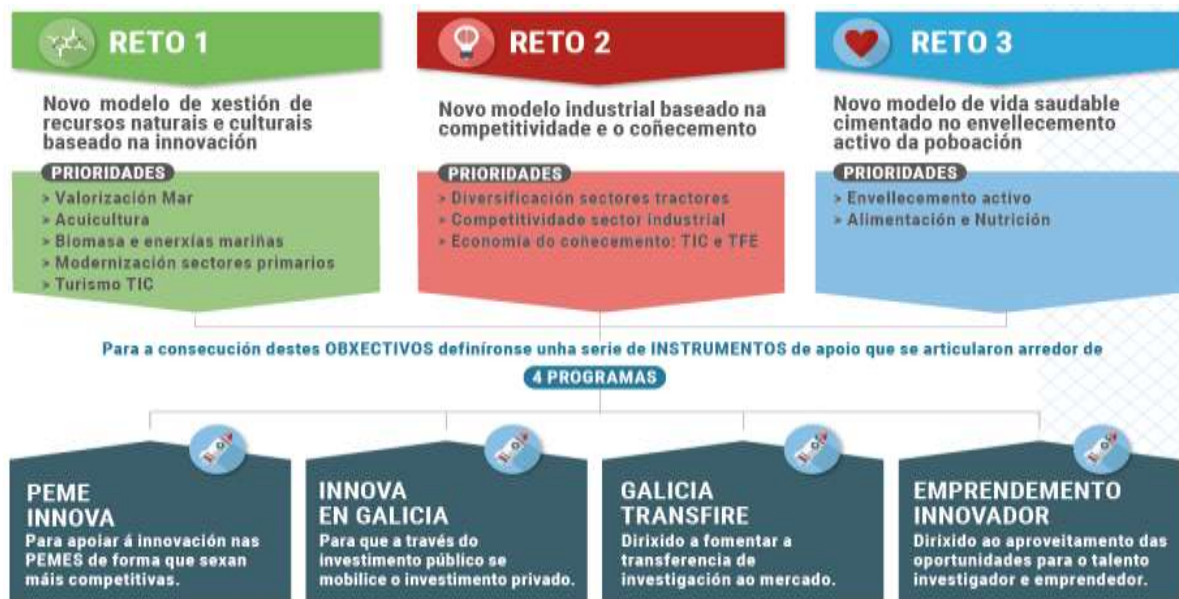 RETO 1
Novo modelo de xestión de
recursos naturais e culturais
baseado na innovación
PRIORIDADES
> Valorización Mar
> Acuicultura
> Biomasa e enerxías mariñas
> Modernización sectores primarios
> Turismo TIC
RETO 2
Novo modelo industrial baseado na
competitividade e o coñecemento
PRIORIDADES
> Diversificación sectores tractores
> Competitividade sector industrial
> Economía do coñecemento: TIC e TFE
RETO 3
Novo modelo de vida saudable
cimentado no envellecemento
activo da poboación
PRIORIDADES
> Envellecemento activo
> Alimentación e Nutrición
Para a consecución destes OBXECTIVOS definíronse unha serie de INSTRUMENTOS de apoio que se articularon arredor de
4 PROGRAMAS
PEME
INNOVA
Para apoiar á innovación nas
PEMES de forma que sexan
máis competitivas.
INNOVA
EN GALICIA
Para que a través do
investimento público se
mobilice o investimento privado.
GALICIA
TRANSFIRE
Dirixido a fomentar a
transferencia de
investigación ao mercado.
EMPRENDEMENTO
INNOVADOR
Dirixido ao aproveitamento das
oportunidades para o talento
investigador e emprendedor.